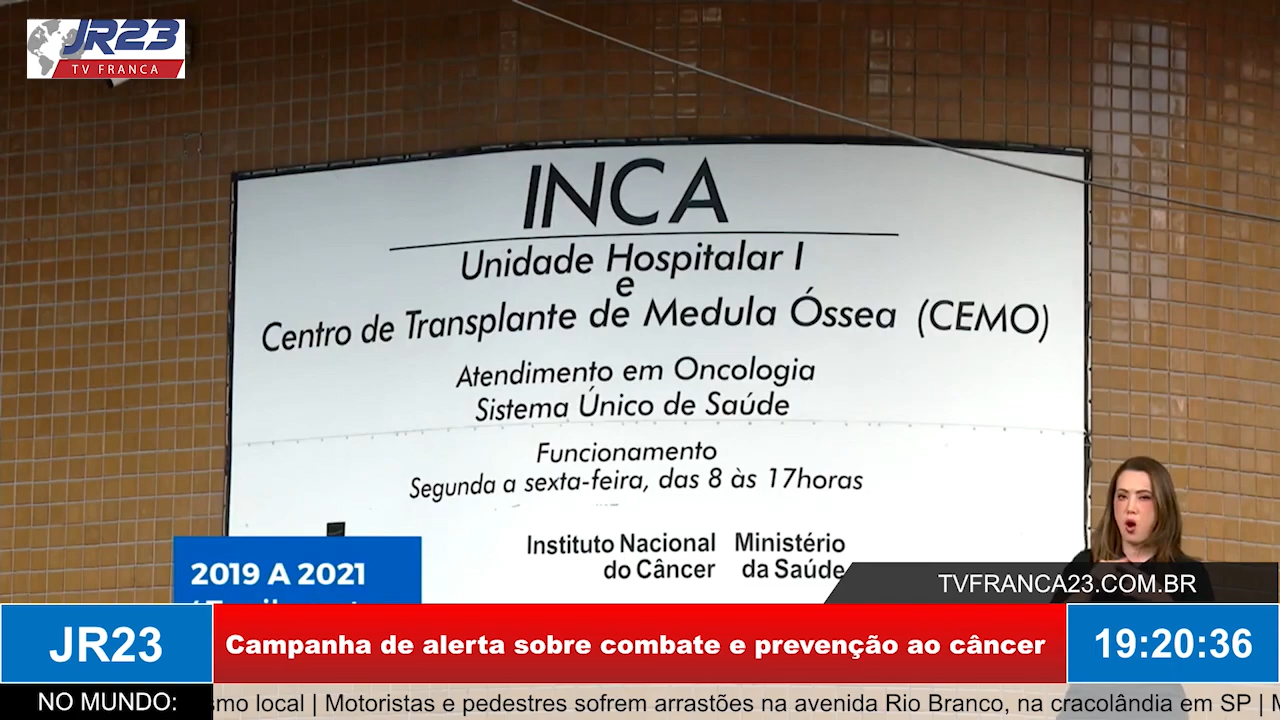 JR23
TV FRANCA
INCA
Unidade Hospitalar I
e
Centro de Transplante de Medula Óssea (CEMO)
Atendimento em Oncologia
Sistema Único de Saúde
Funcionamento
Segunda a sexta-feira, das 8 às 17horas
Instituto Nacional
do Câncer
Ministério
da Saúde
2019 A 2021
TVFRANCA23.COM.BR
JR23
Campanha de alerta sobre combate e prevenção ao câncer
19:20:36
NO MUNDO:
local | Motoristas e pedestres sofrem arrastões na avenida Rio Branco, na cracolândia em SP |